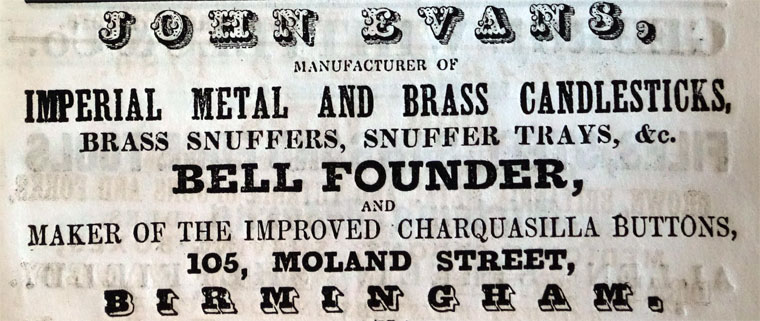 JOHN EVANS,
MANUFACTURER OF
IMPERIAL METAL AND BRASS CANDLESTICKS,
BRASS SNUFFERS, SNUFFER TRAYS, &c.
BELL FOUNDER,
AND
MAKER OF THE IMPROVED CHARQUASILLA BUTTONS,
105, MOLAND STREET,
BIRMINGHAM.